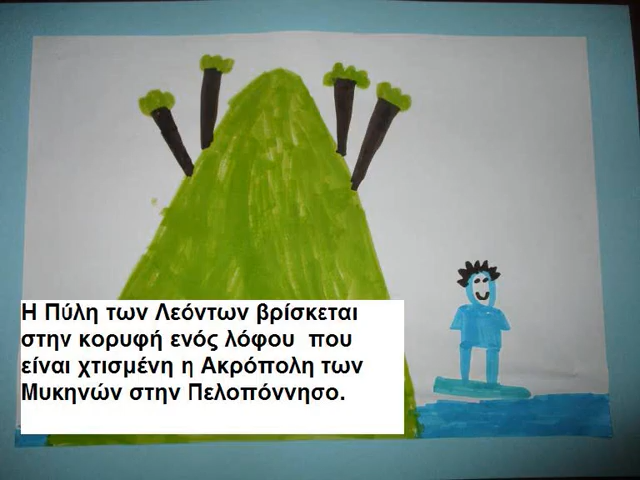 Η Πύλη των Λεόντων βρίσκεται
στην κορυφή ενός λόφου που
είναι χτισμένη η Ακρόπολη των
Μυκηνών στην Πελοπόννησο.